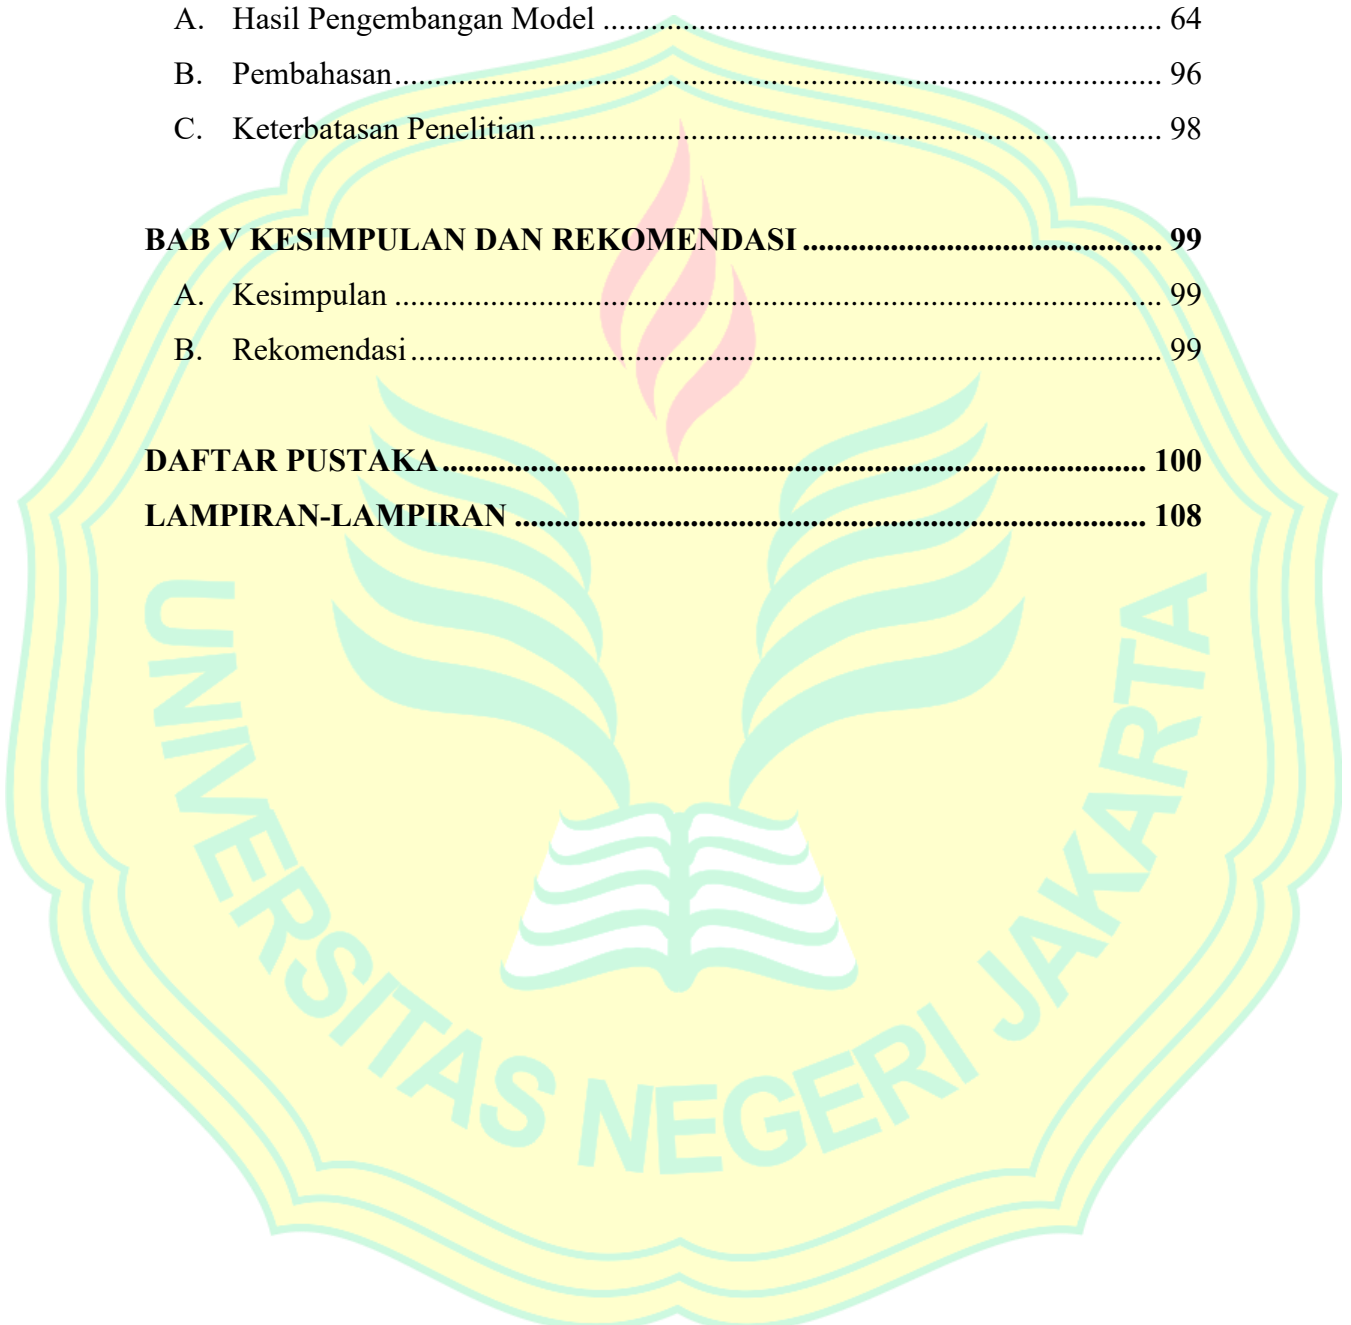 A. Hasil Pengembangan Model ........................................................................ 64
B. Pembahasan.................................................................................................. 96
C. Keterbatasan Penelitian................................................................................ 98
BAB V KESIMPULAN DAN REKOMENDASI .............................................. 99
A. Kesimpulan .................................................................................................. 99
B. Rekomendasi................................................................................................ 99
DAFTAR PUSTAKA.......................................................................................... 100
LAMPIRAN-LAMPIRAN ................................................................................. 108
UNIVERSITAS NEGERI JAKARTA